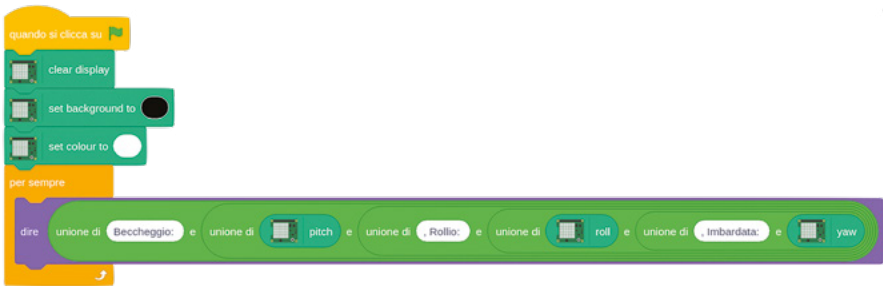 quando si clicca su
clear display
set background to
set colour to
per sempre
dire unione di Beccheggio: e unione di pitch e unione di , Rollio: e unione di roll e unione di , Imbardata: e yaw